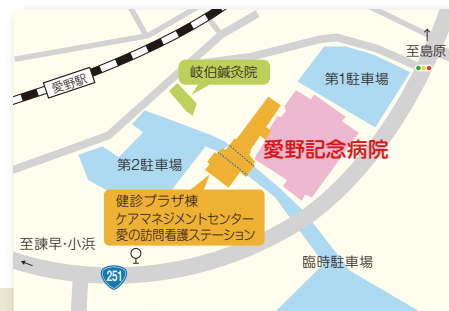 至島原
愛野駅
岐伯鍼灸院
第1駐車場
愛野記念病院
第2駐車場
健診プラザ棟
ケアマネジメントセンター
愛の訪問看護ステーション
至諫早・小浜
臨時駐車場
251